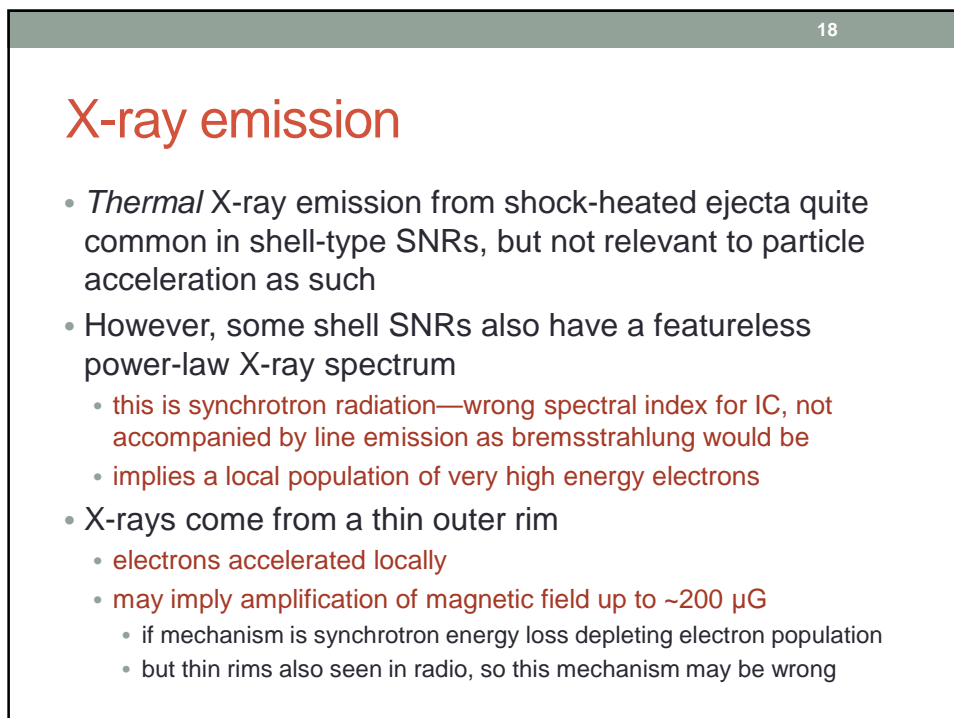 18
X-ray emission
• Thermal X-ray emission from shock-heated ejecta quite
common in shell-type SNRs, but not relevant to particle
acceleration as such
• However, some shell SNRs also have a featureless
power-law X-ray spectrum
• this is synchrotron radiation—wrong spectral index for IC, not
accompanied by line emission as bremsstrahlung would be
• implies a local population of very high energy electrons
• X-rays come from a thin outer rim
• electrons accelerated locally
• may imply amplification of magnetic field up to ~200 μG
• if mechanism is synchrotron energy loss depleting electron population
• but thin rims also seen in radio, so this mechanism may be wrong